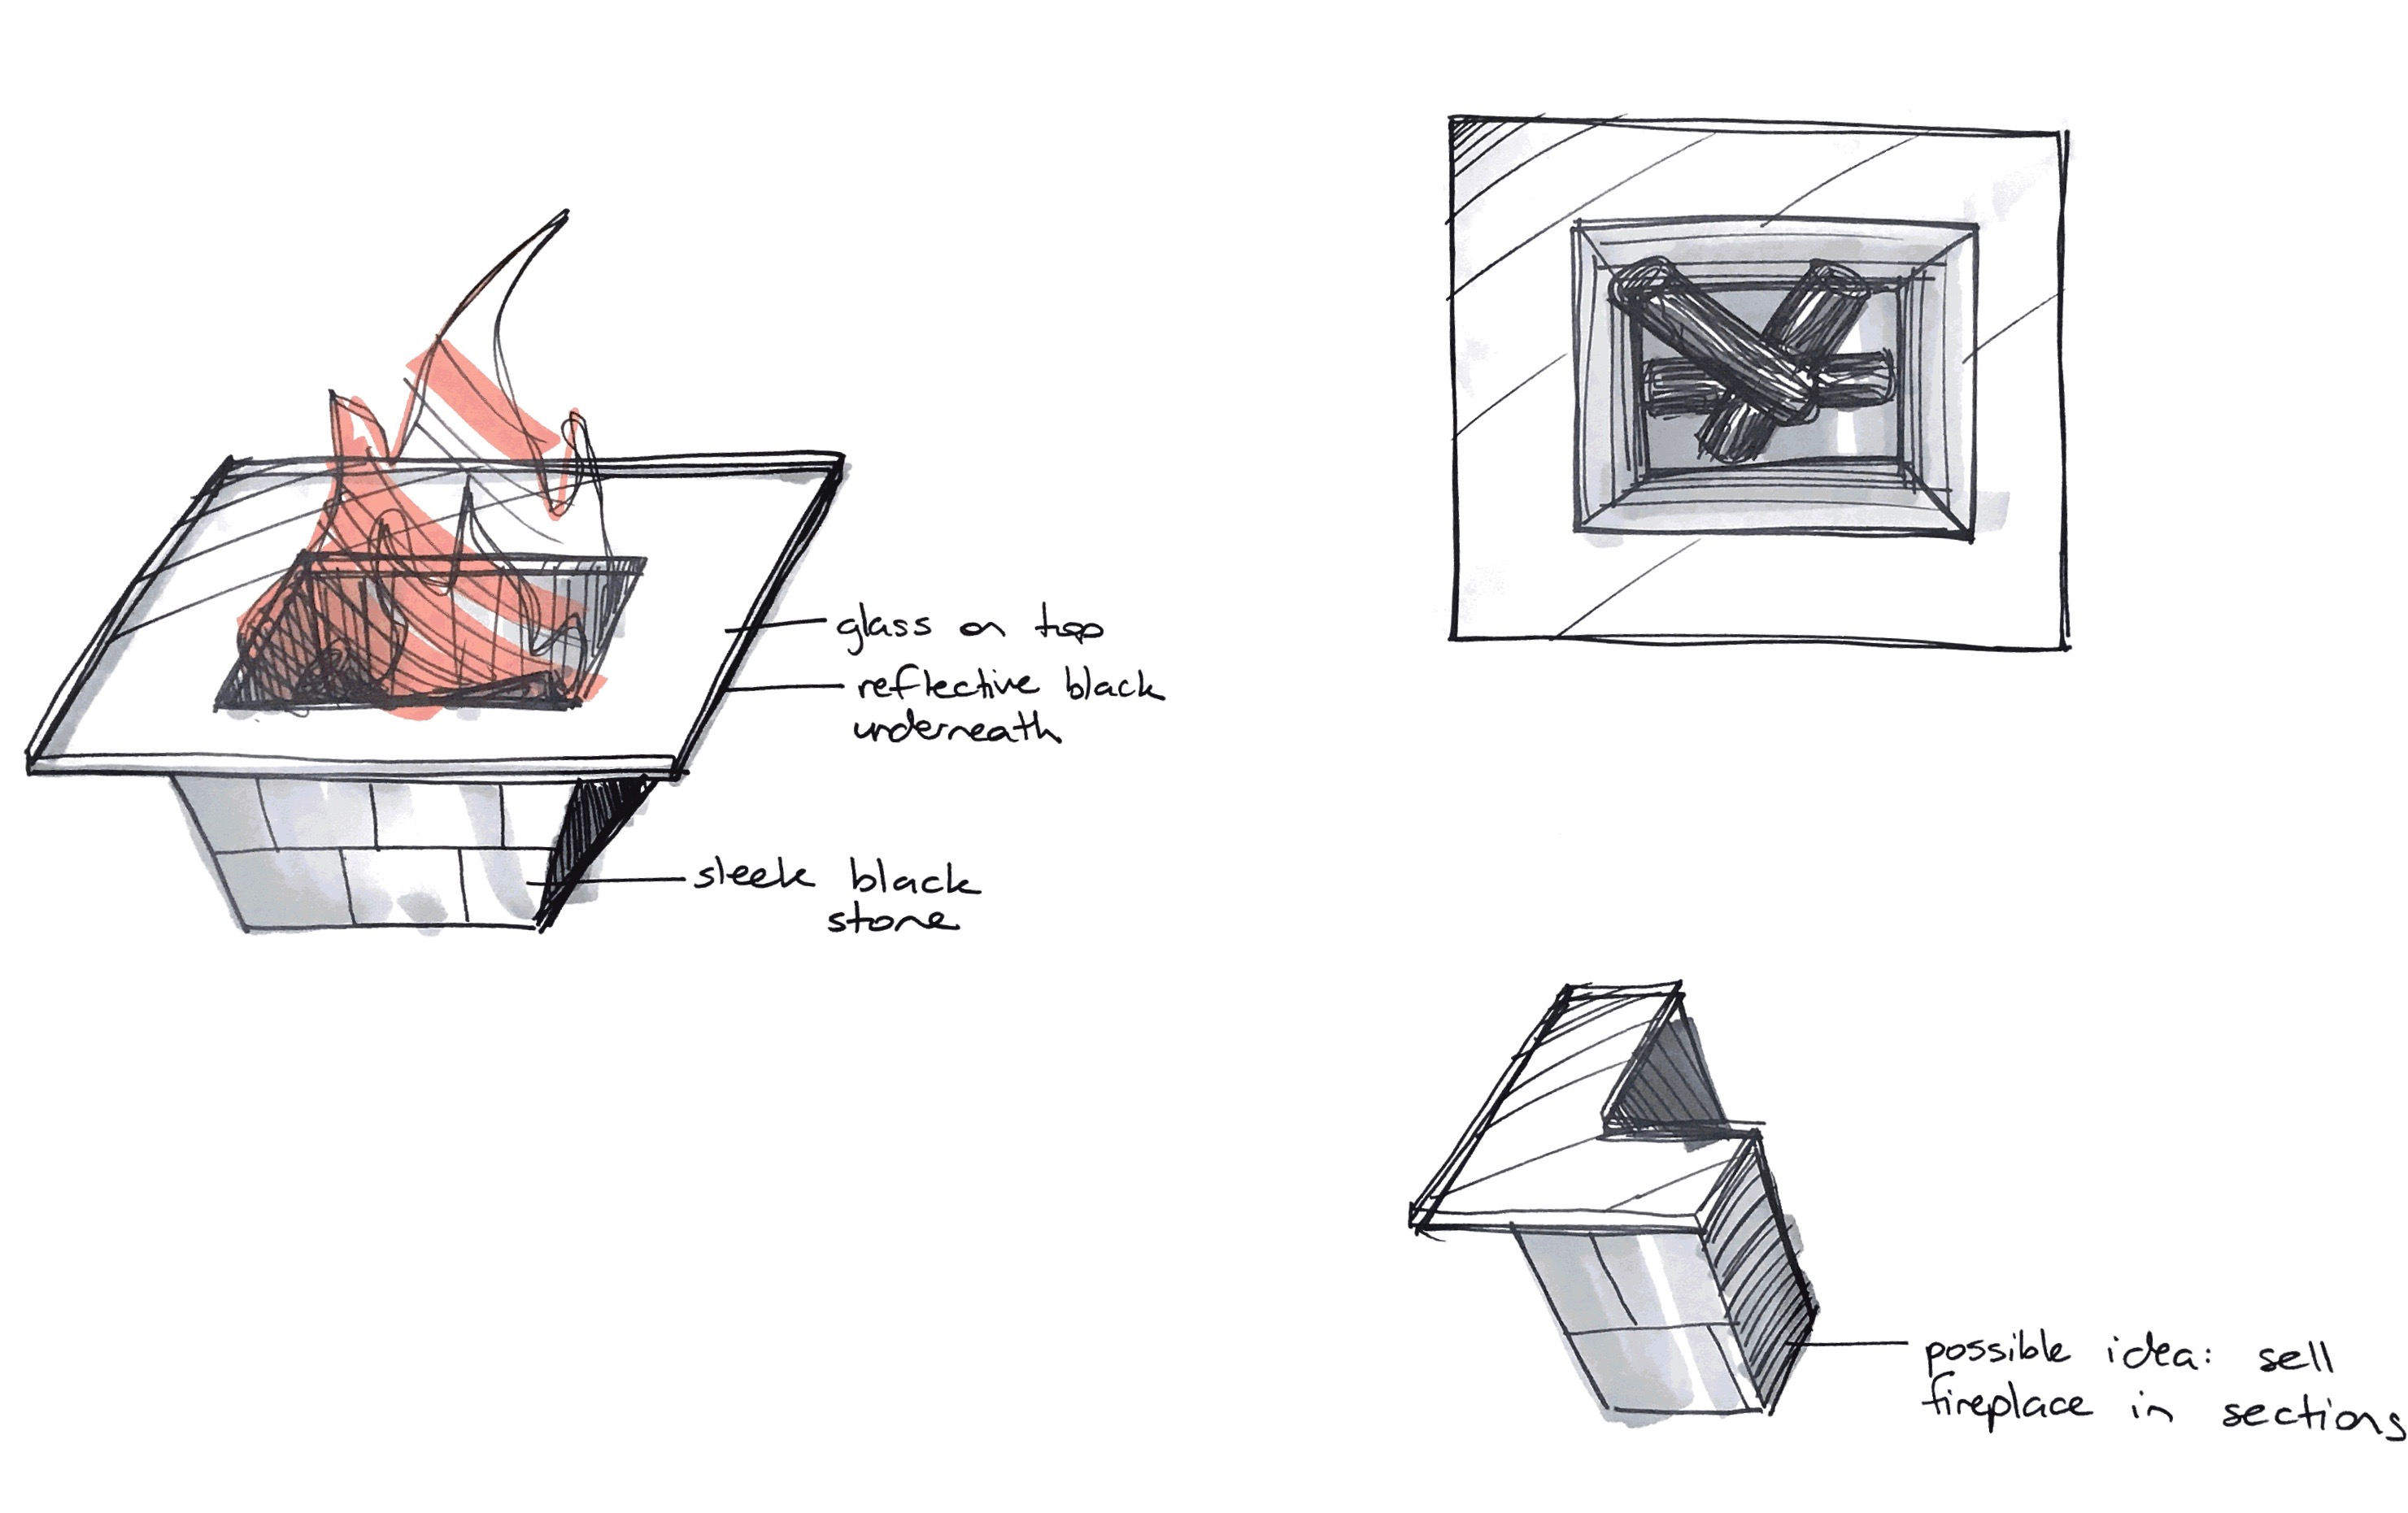 glass on top
reflective black
underneath
sleek black
stone
possible idea: sell
fireplace in sections